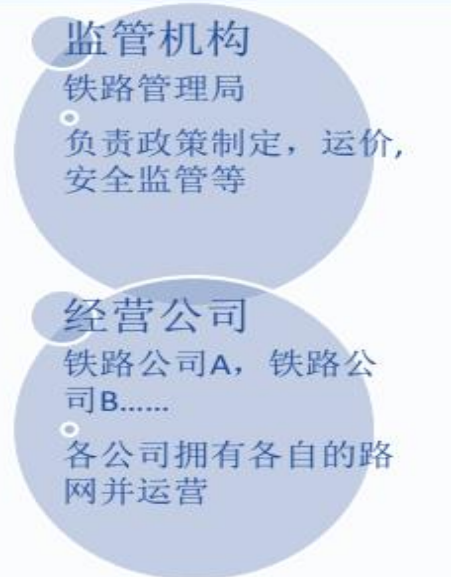 监管机构
铁路管理局
负责政策制定，运价,
安全监管等
经营公司
铁路公司A，铁路公
司B……
各公司拥有各自的路
网并运营